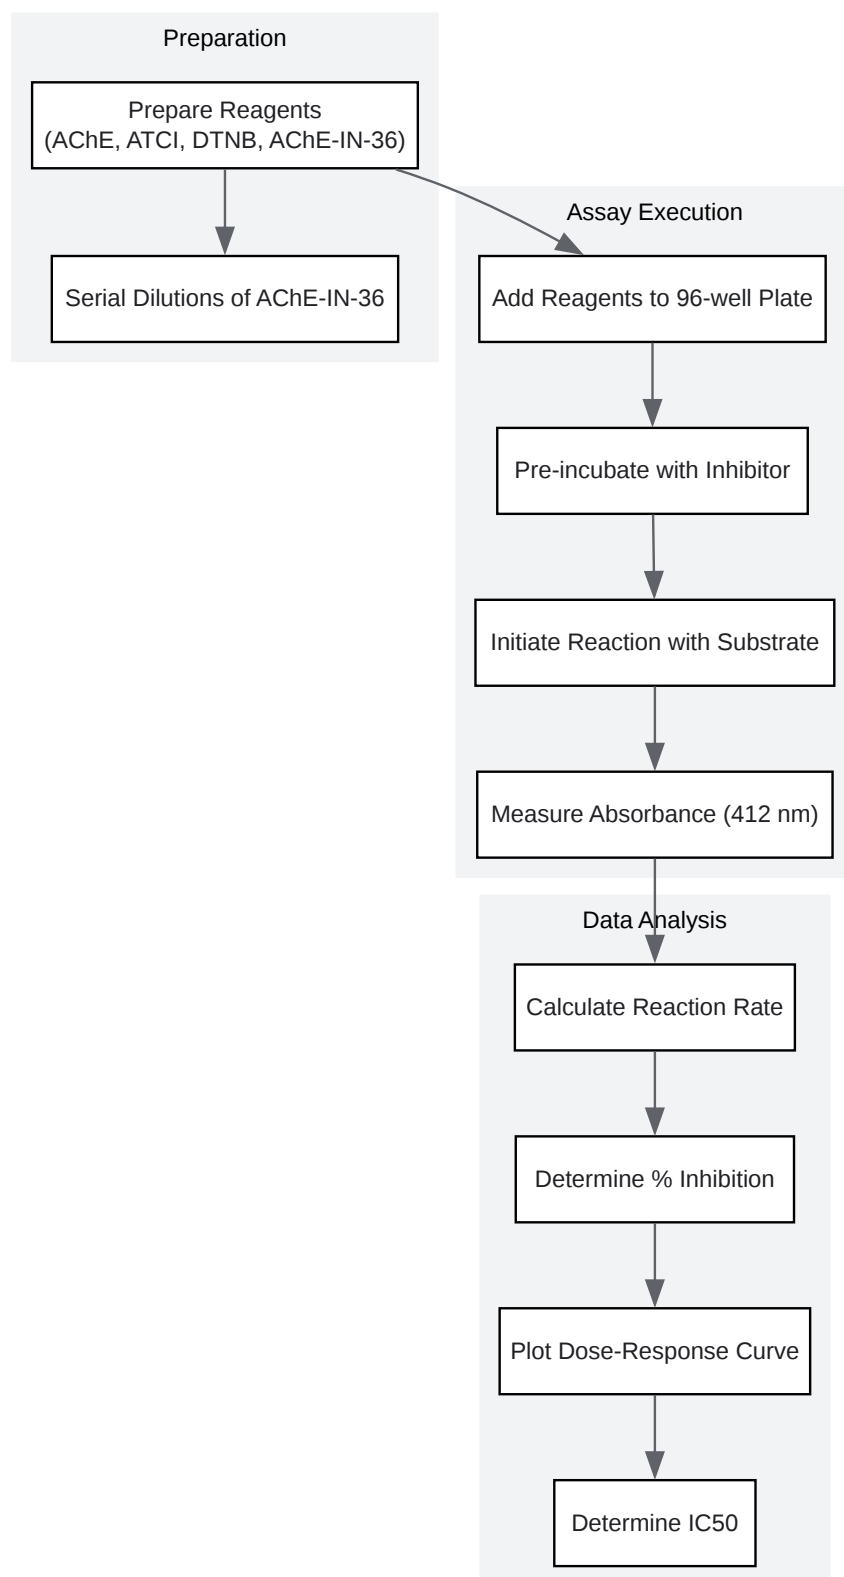 Preparation
Prepare Reagents
(AChE, ATCI, DTNB, AChE-IN-36)
Serial Dilutions of AChE-IN-36
Assay Execution
Add Reagents to 96-well Plate
Pre-incubate with Inhibitor
Initiate Reaction with Substrate
Measure Absorbance (412 nm)
Data Analysis
Calculate Reaction Rate
Determine % Inhibition
Plot Dose-Response Curve
Determine IC50